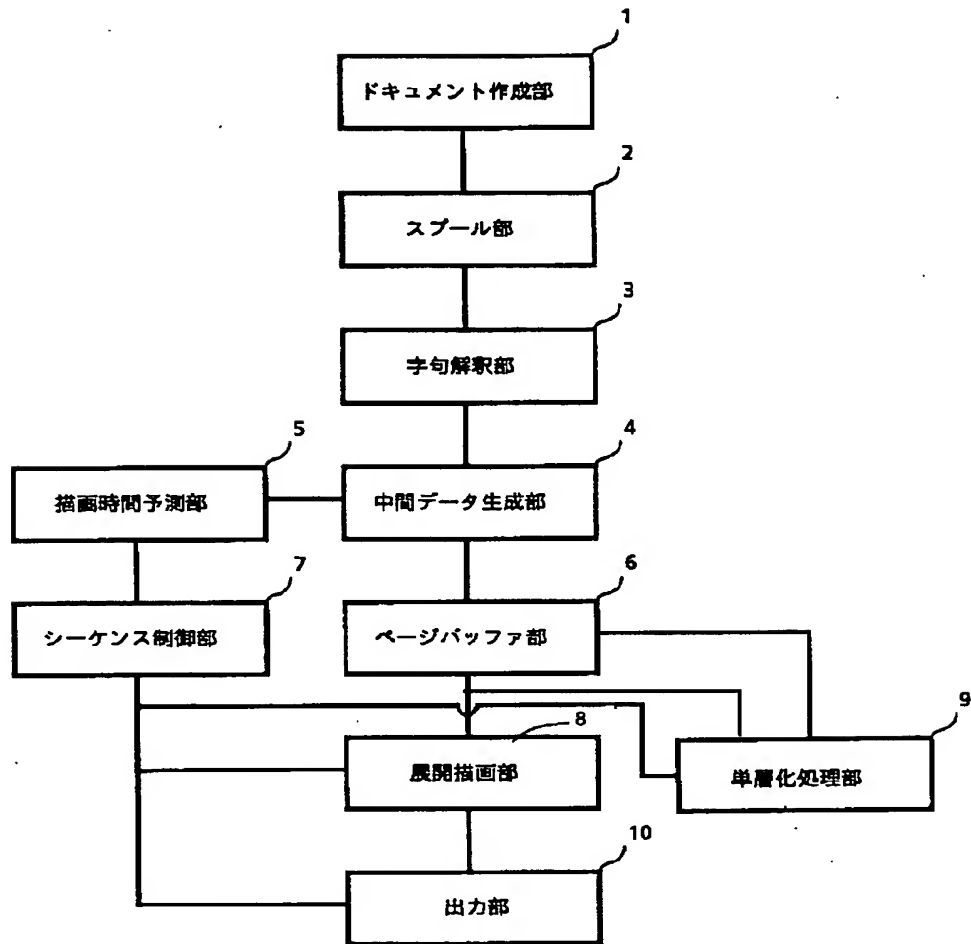 1
ドキュメント作成部
2
スプール部
3
字句解釈部
5
4
描画時間予測部
中間データ生成部
7
6
シーケンス制御部
ページバッファ部
8
9
展開描画部
単層化処理部
10
出力部